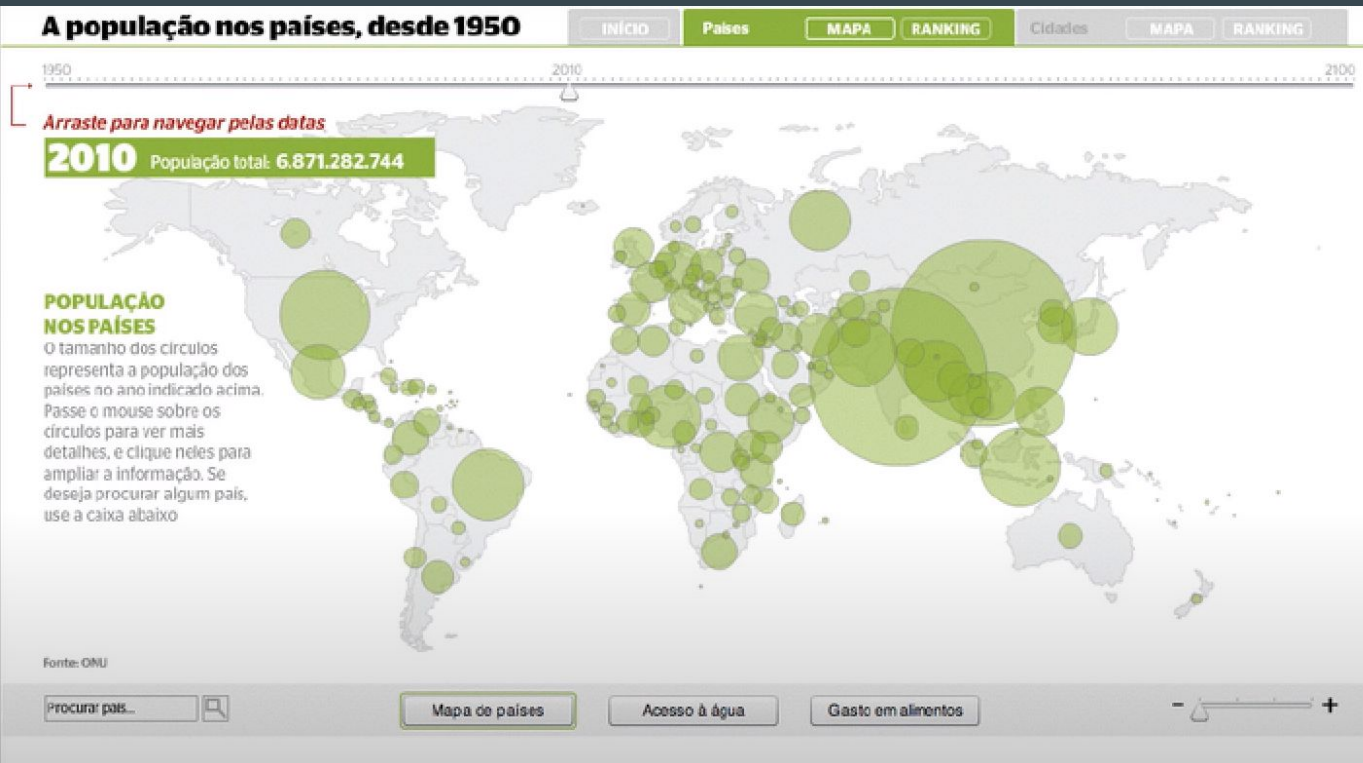 A população nos países, desde 1950
INÍCIO
Países
MAPA
RANKING
Cidades
MAPA
RANKING
1950
2010
2100
Arraste para navegar pelas datas
2010 População total: 6.871.282.744
POPULAÇÃO
NOS PAÍSES
O tamanho dos círculos
representa a população dos
países no ano indicado acima.
Passe o mouse sobre os
círculos para ver mais
detalhes, e clique neles para
ampliar a informação. Se
deseja procurar algum país,
use a caixa abaixo
Fonte: ONU
Procurar país...
Mapa de países
Acesso à água
Gasto em alimentos
- +